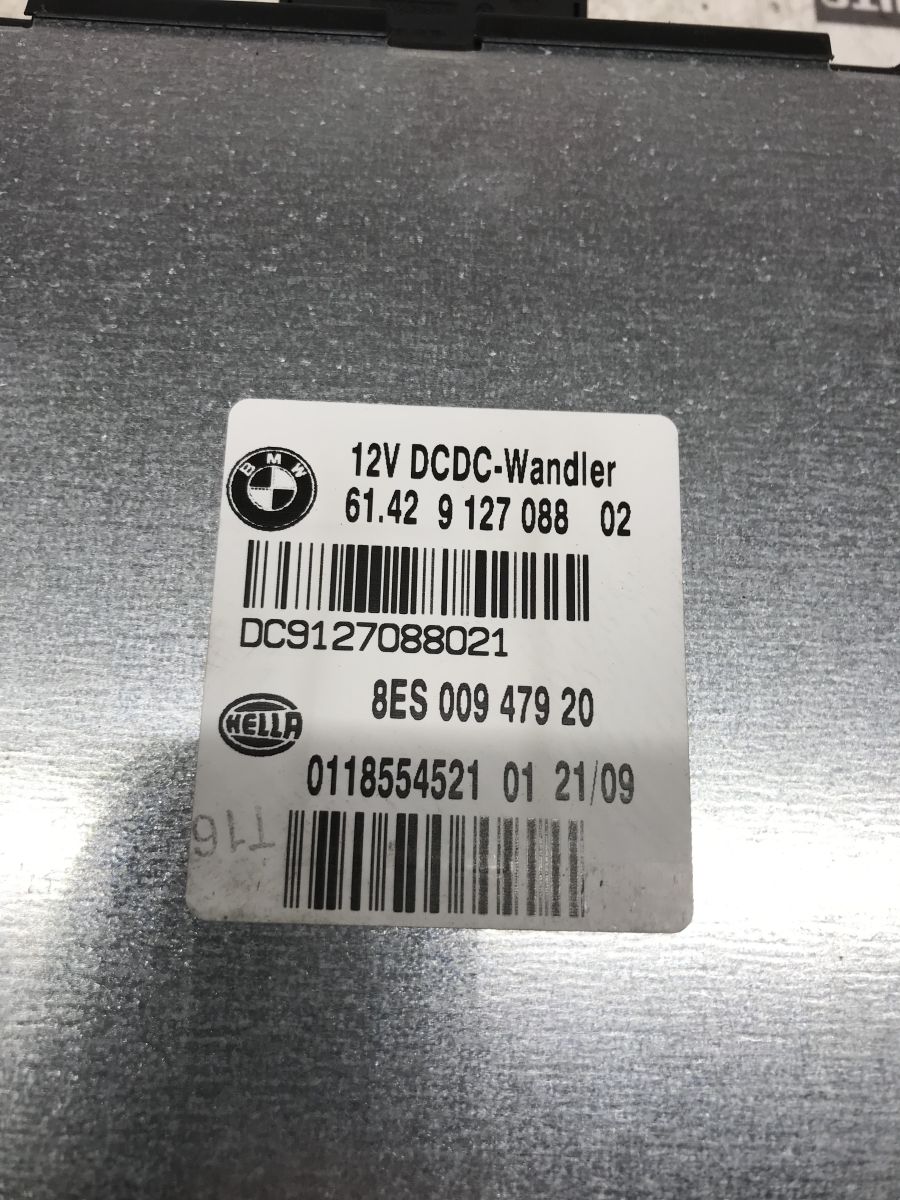 BMW
12V DCDC-Wandler
61.42 9 127 088 02
DC9127088021
8ES 009 479 20
HELLA
0118554521 01 21/09
T16